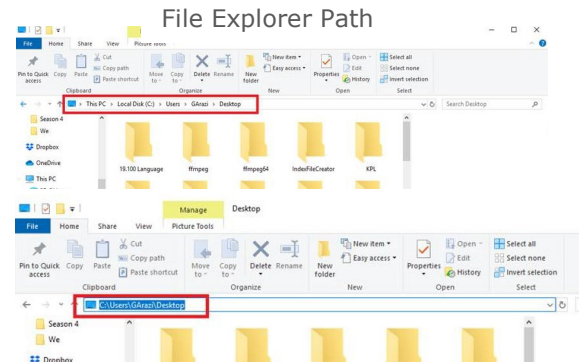 File Explorer Path
File Home Share View Picture Tools
Pin to Quick access Copy Paste Cut Copy path Paste shortcut Move to Copy to Delete Rename New folder New item Easy access Properties Open Edit History Select all Select none Invert selection
Clipboard Organize New Open Select
This PC > Local Disk (C:) > Users > GArazi > Desktop Search Desktop
Season 4
We
Dropbox
OneDrive
This PC
19.100 Language ffmpeg ffmpeg64 IndexFileCreator KPL
Manage Desktop
File Home Share View Picture Tools
Pin to Quick access Copy Paste Cut Copy path Paste shortcut Move to Copy to Delete Rename New folder New item Easy access Properties Open Edit History Select all Select none Invert selection
Clipboard Organize New Open Select
C:\Users\GArazi\Desktop
Season 4
We
Dropbox